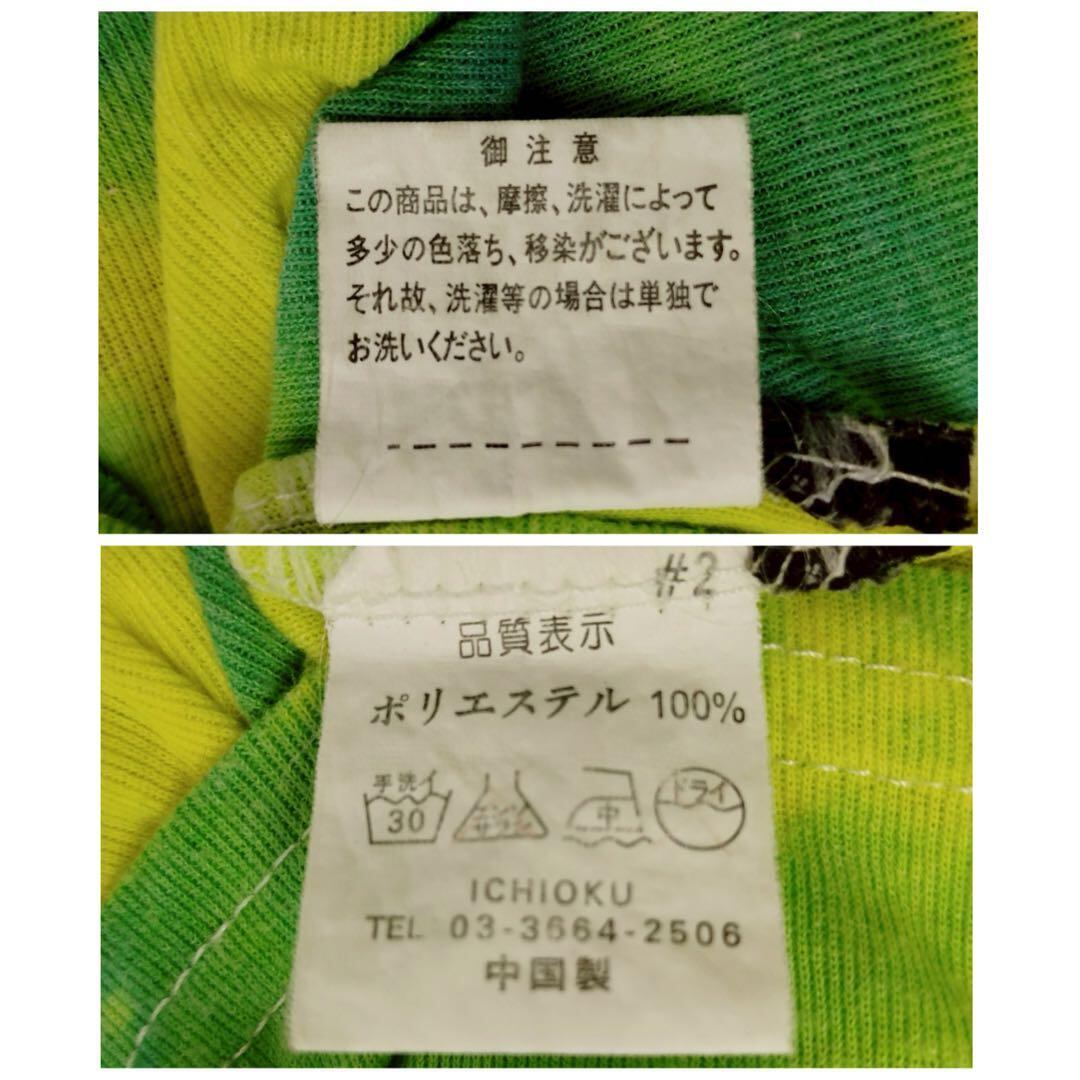 御注意
この商品は、摩擦、洗濯によって
多少の色落ち、移染がございます。
それ故、洗濯等の場合は単独で
お洗いください。
#2
品質表示
ポリエステル 100%
手洗イ 30 中 ドライ
ICHIOKU
TEL 03-3664-2506
中国製